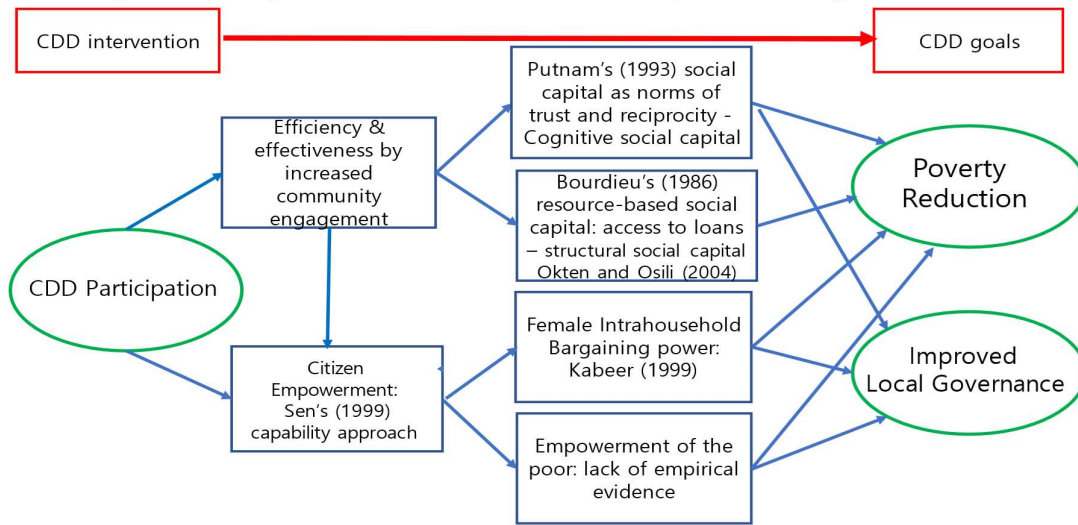 CDD intervention
CDD goals
Putnam's (1993) social
capital as norms of
trust and reciprocity -
Cognitive social capital
Efficiency &
effectiveness by
increased
community
engagement
Bourdieu's (1986)
resource-based social
capital: access to loans
– structural social capital
Okten and Osili (2004)
Poverty
Reduction
CDD Participation
Female Intrahousehold
Bargaining power:
Kabeer (1999)
Citizen
Empowerment:
Sen's (1999)
capability approach
Improved
Local Governance
Empowerment of the
poor: lack of empirical
evidence